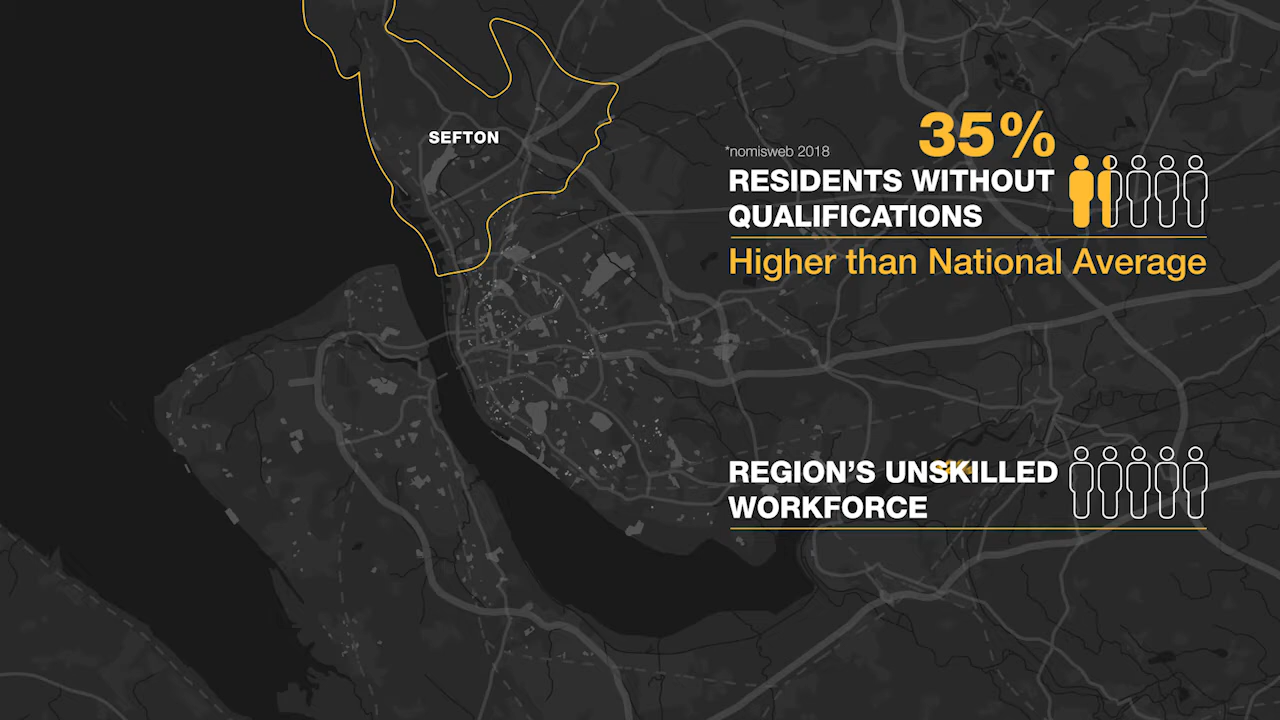 SEFTON
35%
*nomisweb 2018
RESIDENTS WITHOUT
QUALIFICATIONS
Higher than National Average
REGION’S UNSKILLED
WORKFORCE